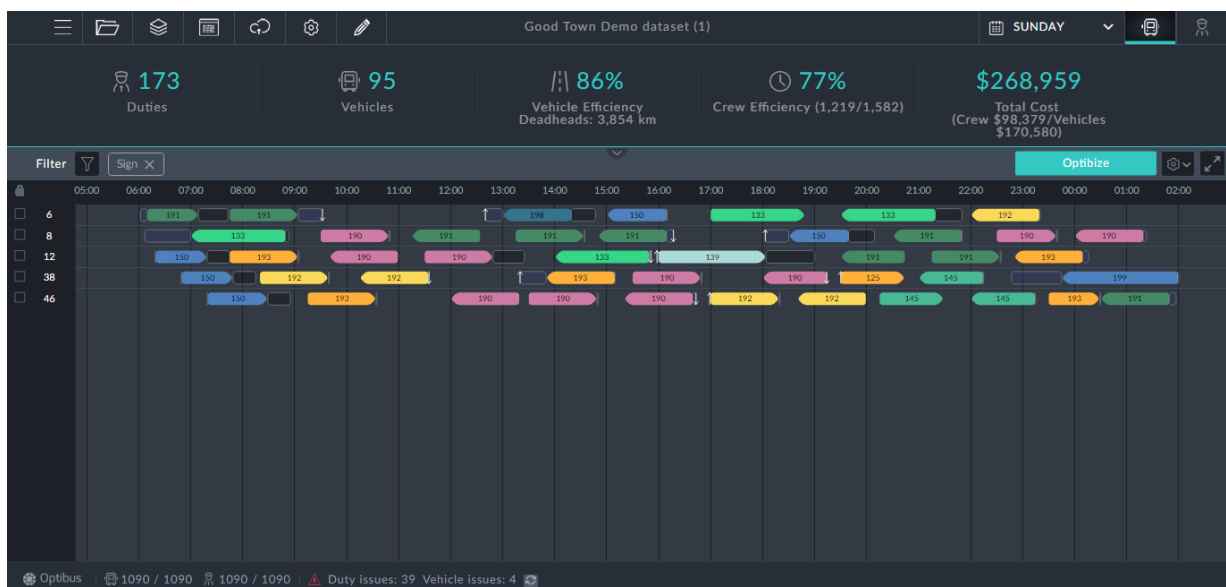 Good Town Demo dataset (1)
SUNDAY
173
Duties
95
Vehicles
86%
Vehicle Efficiency
Deadheads: 3,854 km
77%
Crew Efficiency (1,219/1,582)
$268,959
Total Cost
(Crew $98,379/Vehicles
$170,580)
Filter
Sign
Optibize
05:00 06:00 07:00 08:00 09:00 10:00 11:00 12:00 13:00 14:00 15:00 16:00 17:00 18:00 19:00 20:00 21:00 22:00 23:00 00:00 01:00 02:00
6 191 191 198 150 133 133 192
8 133 190 191 191 191 150 191 190 190
12 150 193 190 190 133 139 191 191 193
38 150 192 192 193 190 190 125 145 199
46 150 193 190 190 190 192 192 145 145 193 191
Optibus 1090 / 1090 1090 / 1090 Duty issues: 39 Vehicle issues: 4